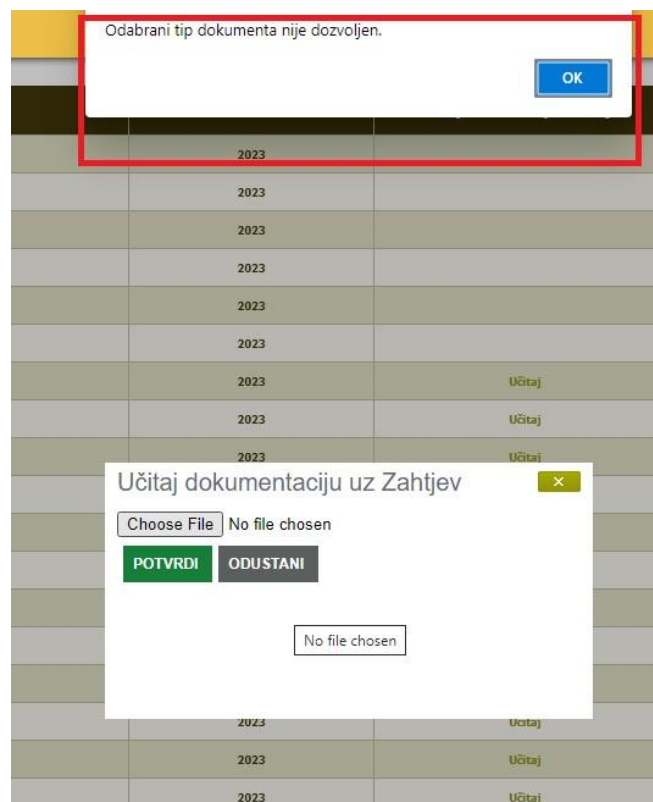 Odabrani tip dokumenta nije dozvoljen.
OK
2023
2023
2023
2023
2023
2023
2023 Učitaj
2023 Učitaj
2023 Učitaj
Učitaj dokumentaciju uz Zahtjev ×
Choose File No file chosen
POTVRDI ODUSTANI
No file chosen
2023 Učitaj
2023 Učitaj
2023 Učitaj